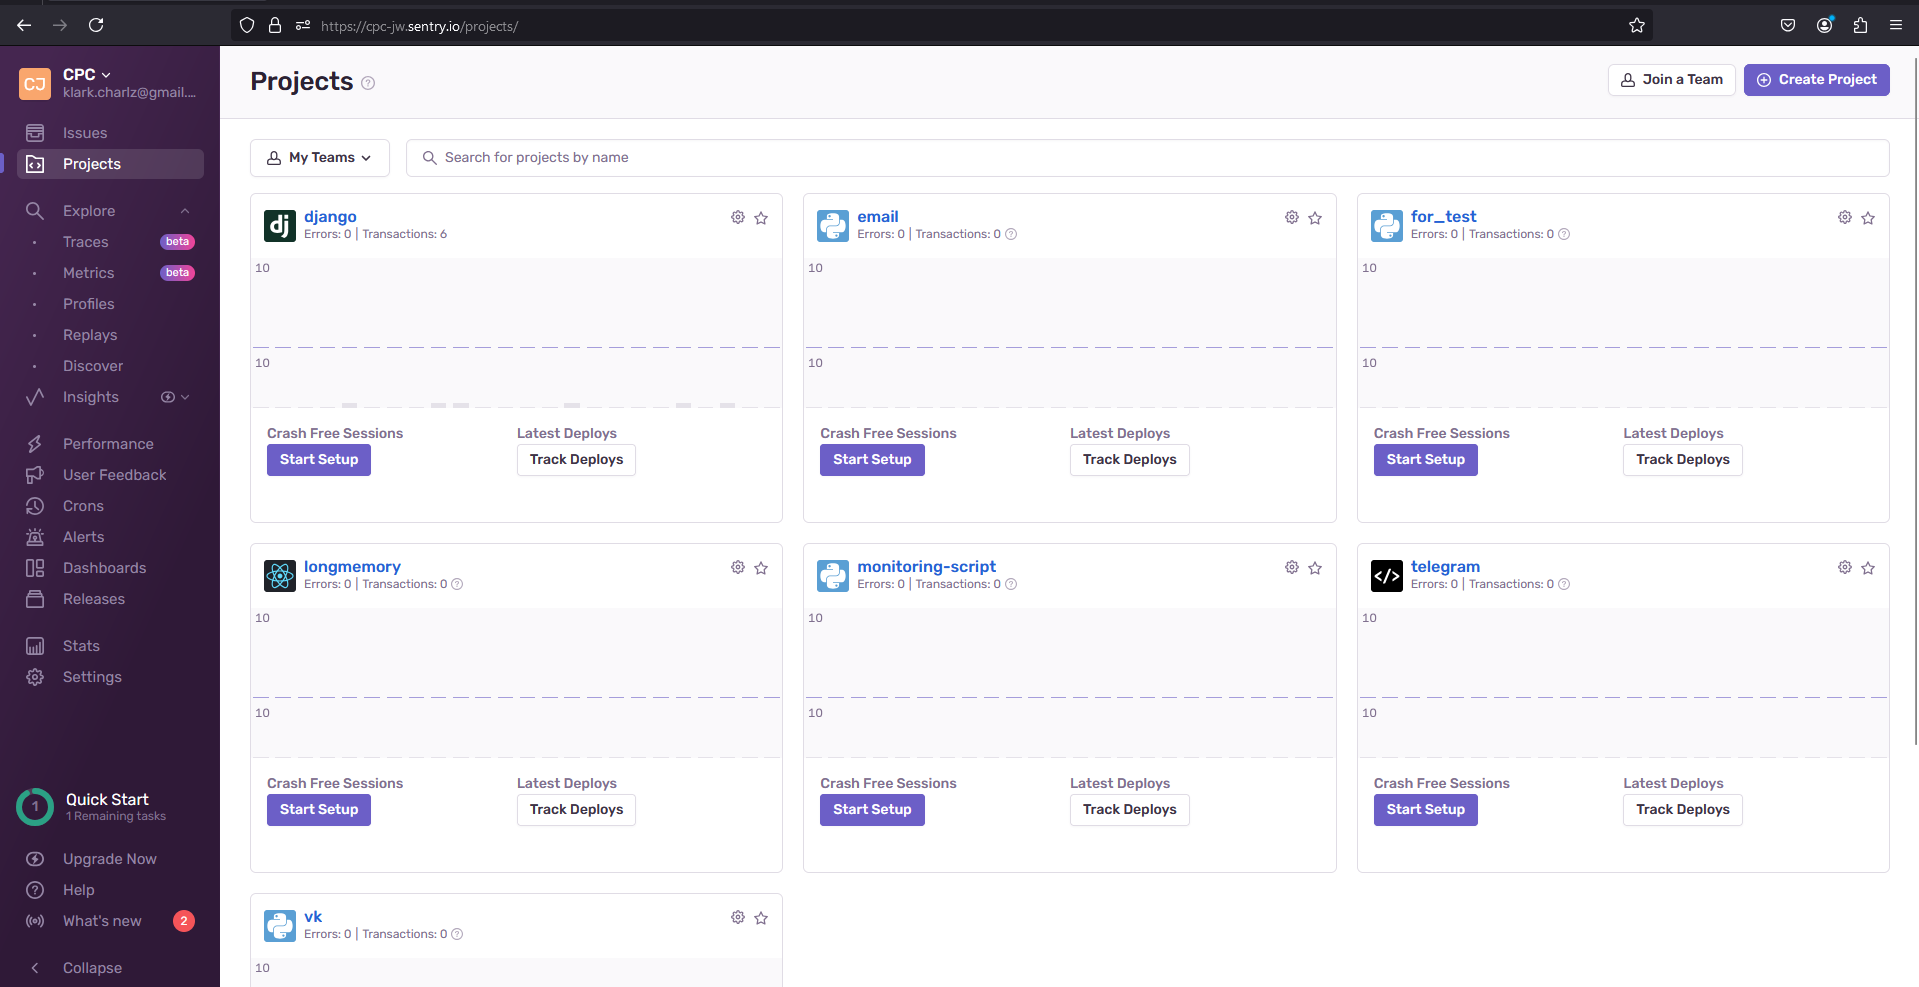 https://cpc-jw.sentry.io/projects/
CJ
CPC
klark.charlz@gmail.…
Issues
Projects
Explore
Traces beta
Metrics beta
Profiles
Replays
Discover
Insights
Performance
User Feedback
Crons
Alerts
Dashboards
Releases
Stats
Settings
1
Quick Start
1 Remaining tasks
Upgrade Now
Help
What's new 2
Collapse
Projects
Join a Team
Create Project
My Teams
Search for projects by name
dj
django
Errors: 0 | Transactions: 6
10
10
Crash Free Sessions
Start Setup
Latest Deploys
Track Deploys
email
Errors: 0 | Transactions: 0
10
10
Crash Free Sessions
Start Setup
Latest Deploys
Track Deploys
for_test
Errors: 0 | Transactions: 0
10
10
Crash Free Sessions
Start Setup
Latest Deploys
Track Deploys
longmemory
Errors: 0 | Transactions: 0
10
10
Crash Free Sessions
Start Setup
Latest Deploys
Track Deploys
monitoring-script
Errors: 0 | Transactions: 0
10
10
Crash Free Sessions
Start Setup
Latest Deploys
Track Deploys
</>
telegram
Errors: 0 | Transactions: 0
10
10
Crash Free Sessions
Start Setup
Latest Deploys
Track Deploys
vk
Errors: 0 | Transactions: 0
10